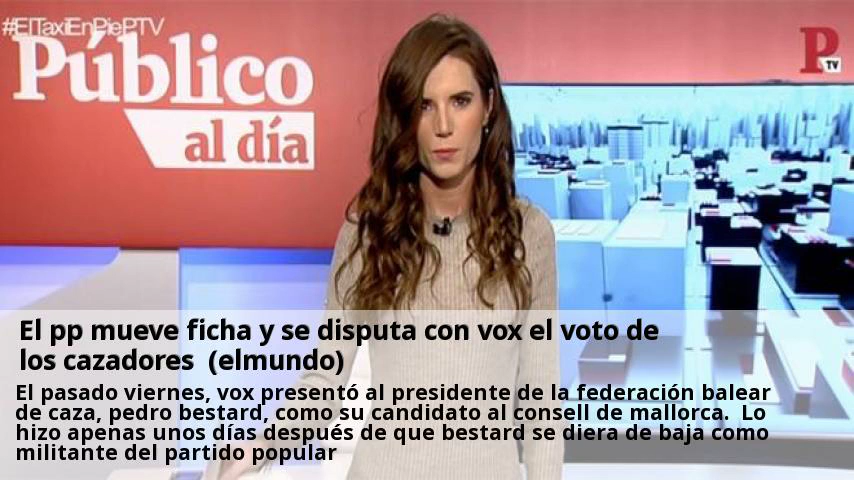 #ElTaxiEnPiePTV
Público
al día
P
TV
El pp mueve ficha y se disputa con vox el voto de
los cazadores (elmundo)
El pasado viernes, vox presentó al presidente de la federación balear
de caza, pedro bestard, como su candidato al consell de mallorca. Lo
hizo apenas unos días después de que bestard se diera de baja como
militante del partido popular